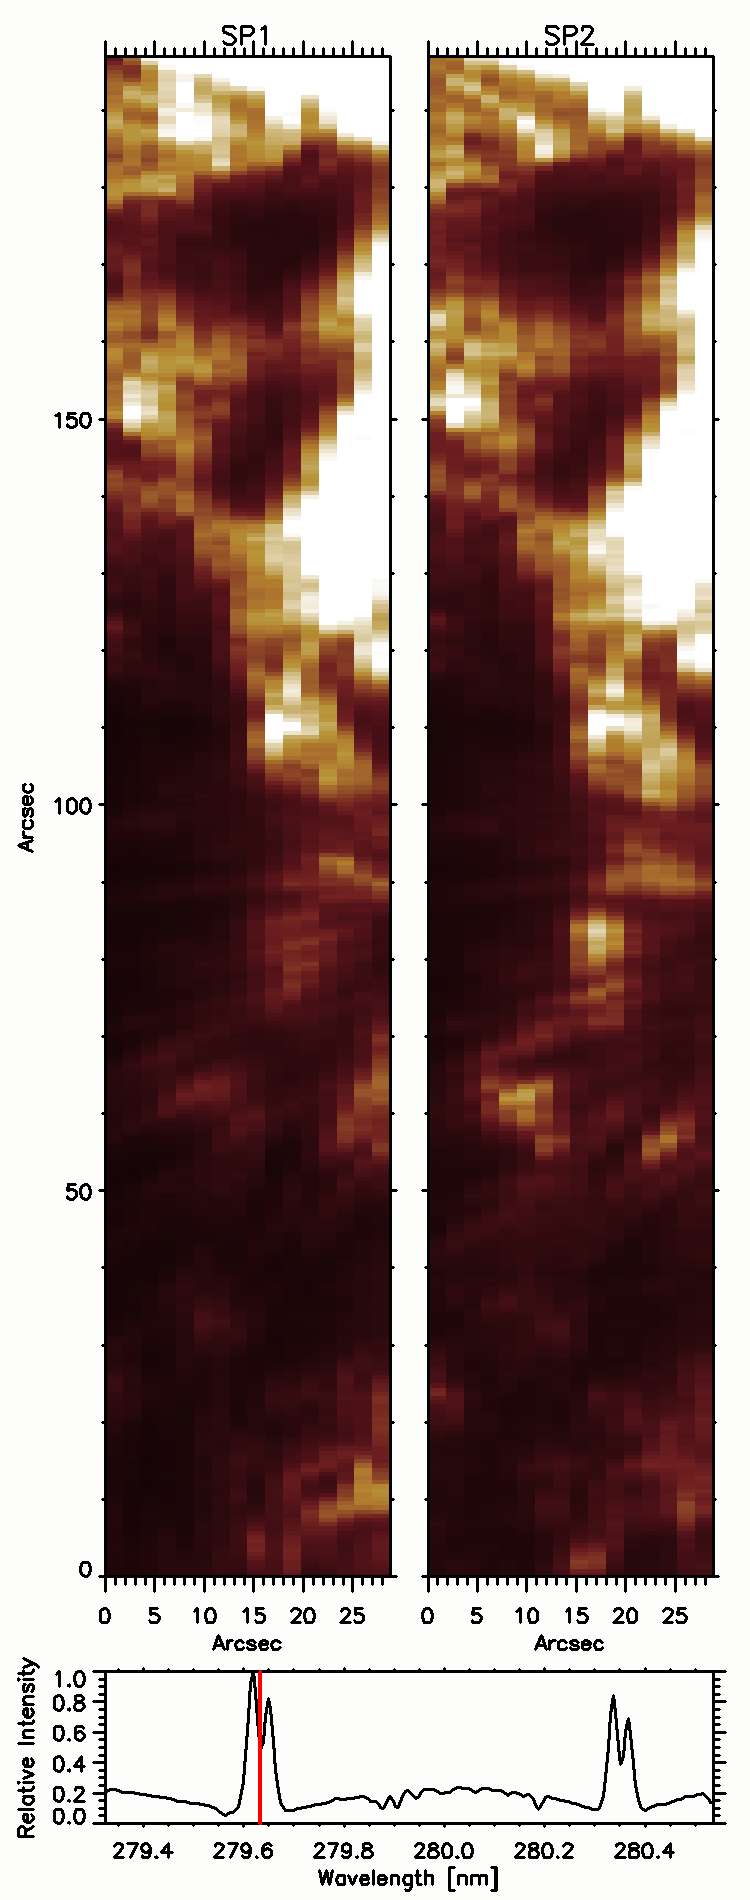 SP1 SP2
150
100
50
0
Arcsec
0 5 10 15 20 25 0 5 10 15 20 25
Arcsec Arcsec
1.0
0.8
0.6
0.4
0.2
0.0
Relative Intensity
279.4 279.6 279.8 280.0 280.2 280.4
Wavelength [nm]